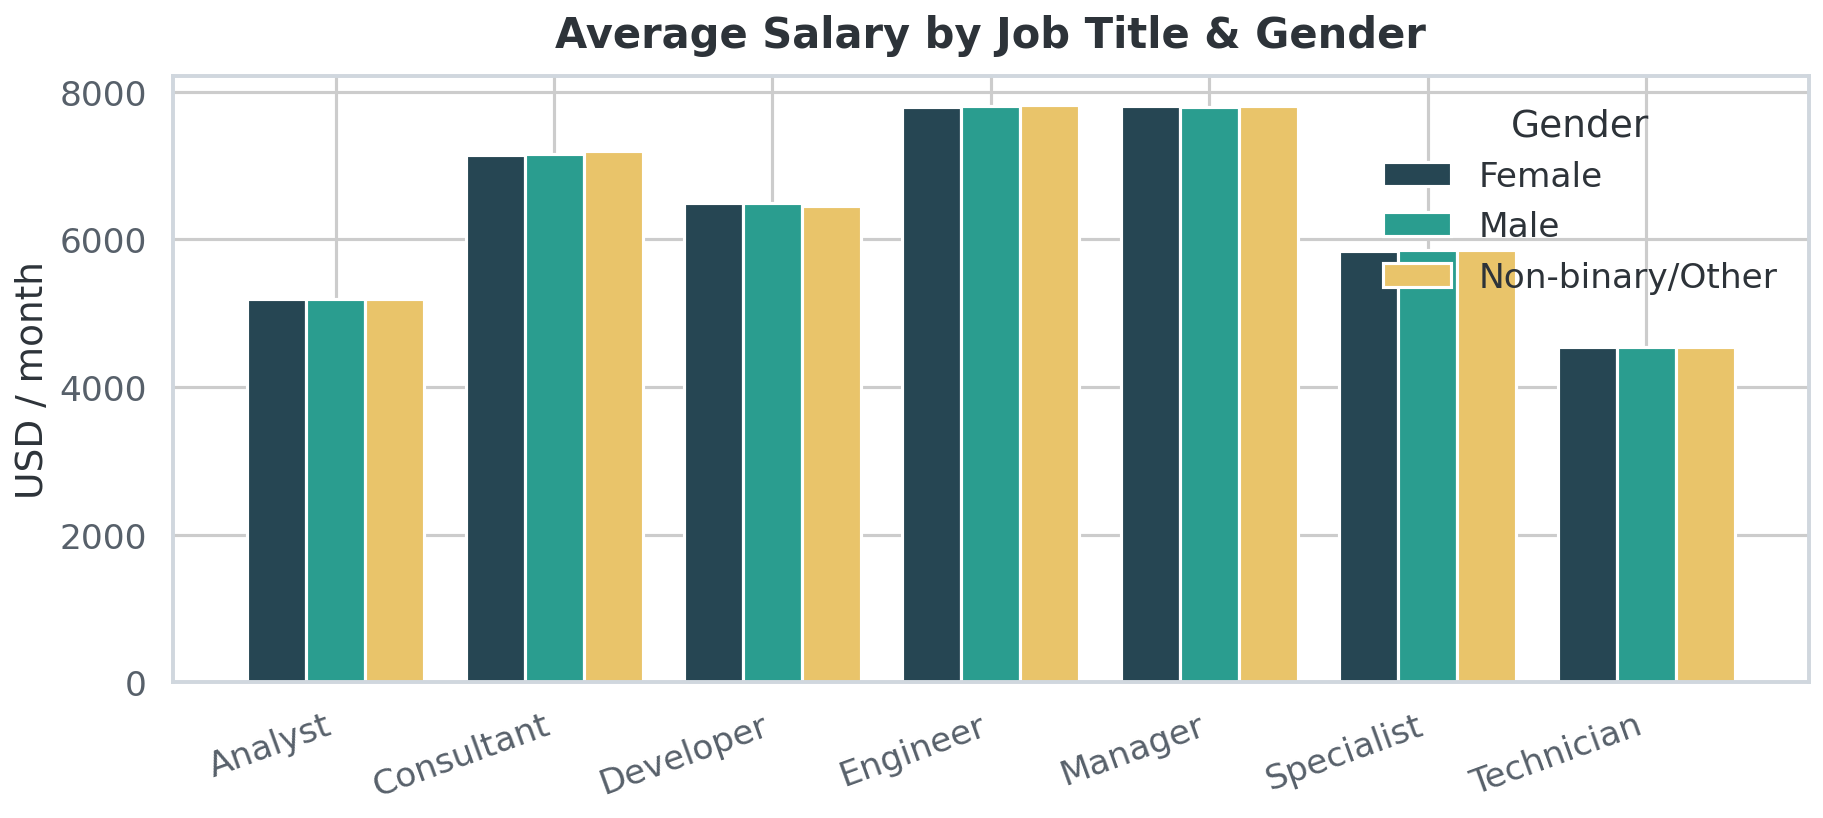 Average Salary by Job Title & Gender
USD / month
8000
6000
4000
2000
0
Gender
Female
Male
Non-binary/Other
Analyst
Consultant
Developer
Engineer
Manager
Specialist
Technician